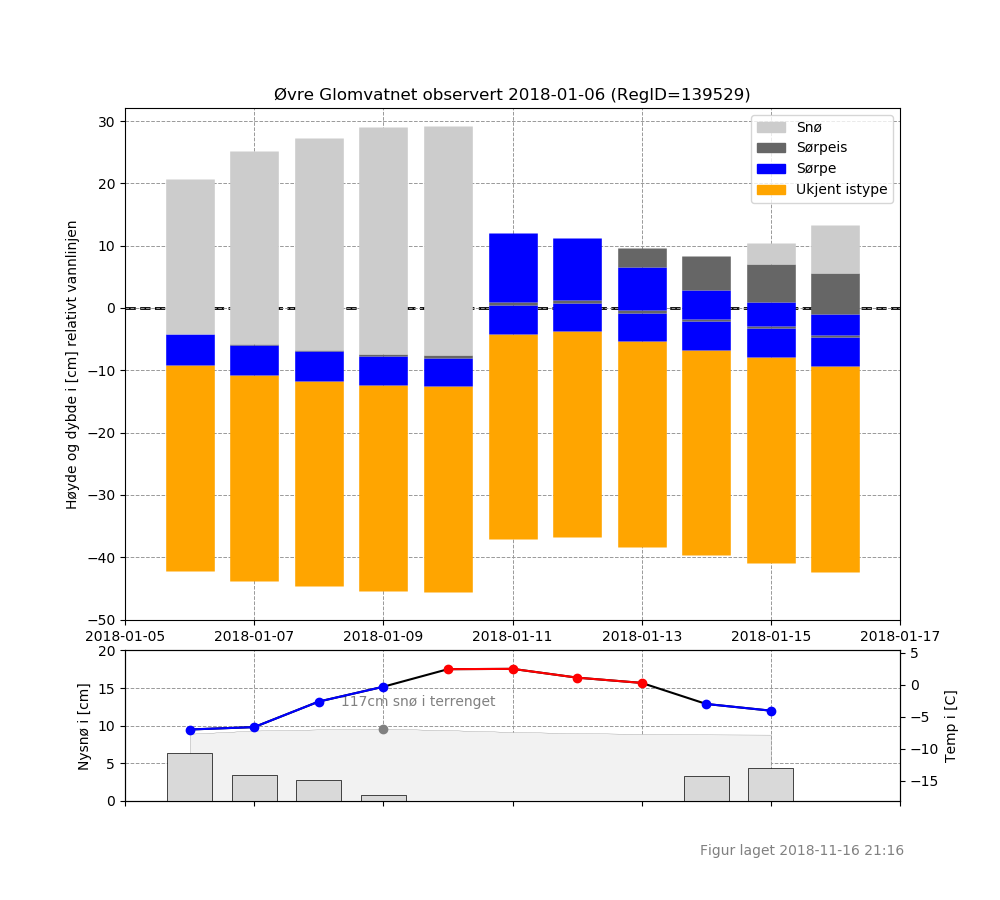 Øvre Glomvatnet observert 2018-01-06 (RegID=139529)
Høyde og dybde i [cm] relativt vannlinjen
30
20
10
0
−10
−20
−30
−40
−50
Snø
Sørpeis
Sørpe
Ukjent istype
2018-01-05 2018-01-07 2018-01-09 2018-01-11 2018-01-13 2018-01-15 2018-01-17
Nysnø i [cm]
20
15
10
5
0
117cm snø i terrenget
5
0
−5
−10
−15
Temp i [C]
Figur laget 2018-11-16 21:16